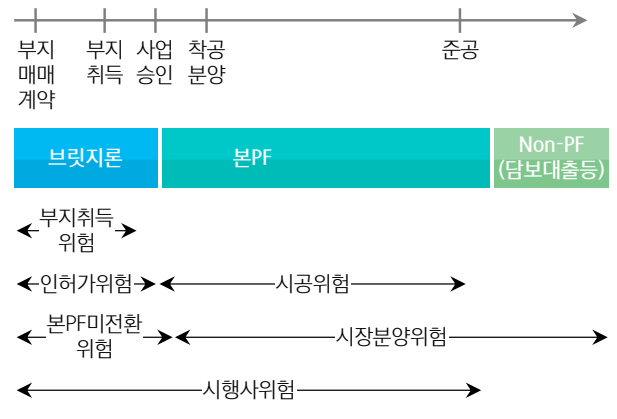 부지
매매
계약
부지
취득
사업
승인
착공
분양
준공
브릿지론
본PF
Non-PF
(담보대출등)
부지취득
위험
인허가위험
시공위험
본PF미전환
위험
시장분양위험
시행사위험